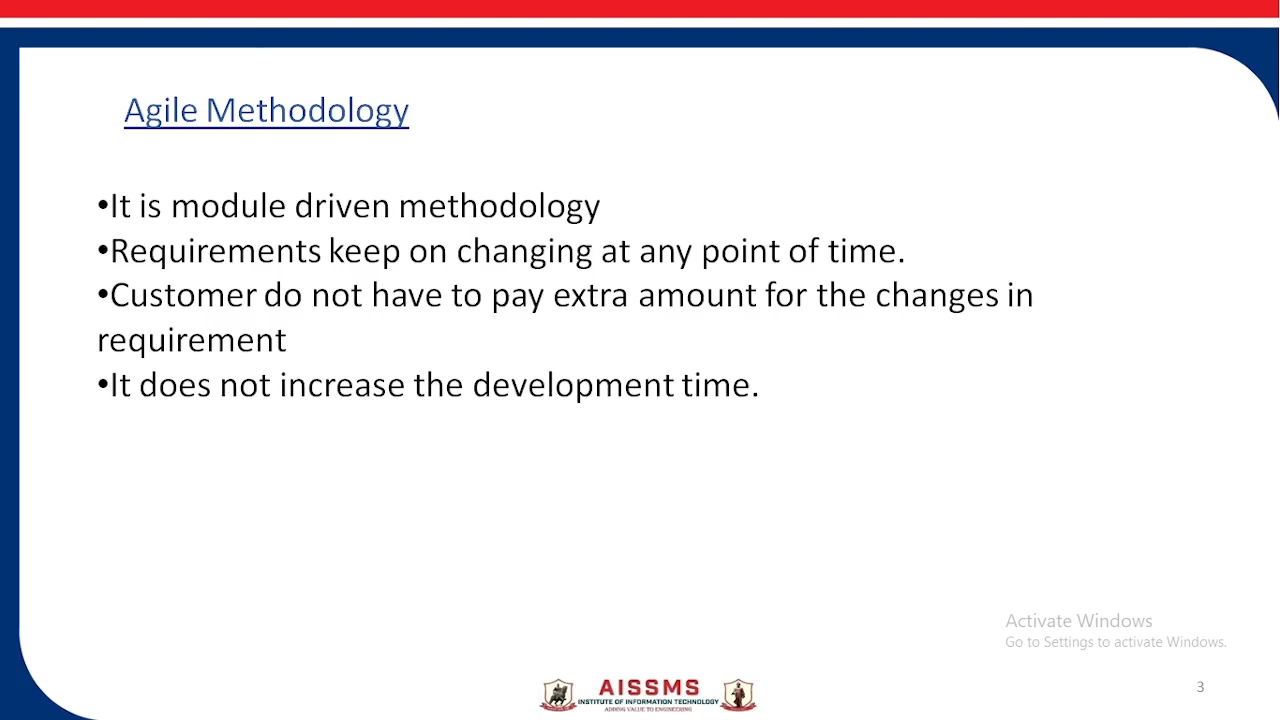 Agile Methodology
•It is module driven methodology
•Requirements keep on changing at any point of time.
•Customer do not have to pay extra amount for the changes in
requirement
•It does not increase the development time.
Activate Windows
Go to Settings to activate Windows.
AISSMS
INSTITUTE OF INFORMATION TECHNOLOGY
ADDING VALUE TO ENGINEERING
3